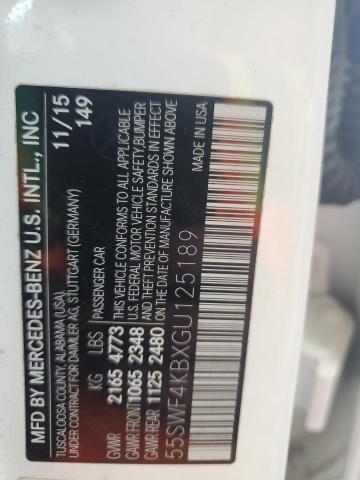 MFD BY MERCEDES-BENZ U.S. INTL., INC
TUSCALOOSA COUNTY, ALABAMA (USA)
UNDER CONTRACT FOR DAIMLER AG, STUTTGART (GERMANY)
11/15
149
PASSENGER CAR
KG LBS
GVWR 2165 4773
GAWR FRONT 1065 2348
GAWR REAR 1125 2480
THIS VEHICLE CONFORMS TO ALL APPLICABLE
U.S. FEDERAL MOTOR VEHICLE SAFETY,BUMPER
AND THEFT PREVENTION STANDARDS IN EFFECT
ON THE DATE OF MANUFACTURE SHOWN ABOVE
MADE IN USA
55SWF4KBXGU125189